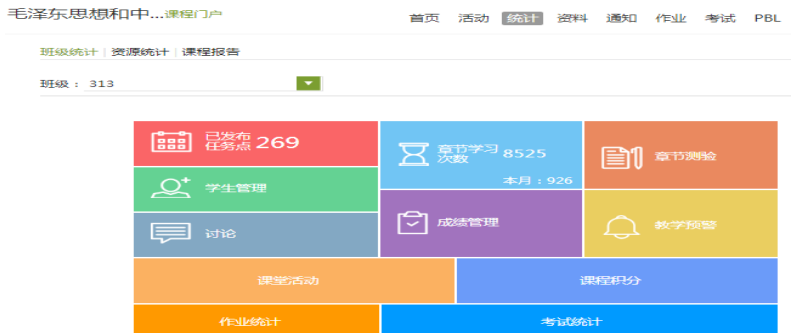 毛泽东思想和中...课程门户
首页 活动 统计 资料 通知 作业 考试 PBL
班级统计 | 资源统计 | 课程报告
班级：313
已发布
任务点 269
章节学习
次数 8525
本月：926
章节测验
学生管理
成绩管理
教学预警
讨论
课堂活动
课程积分
作业统计
考试统计